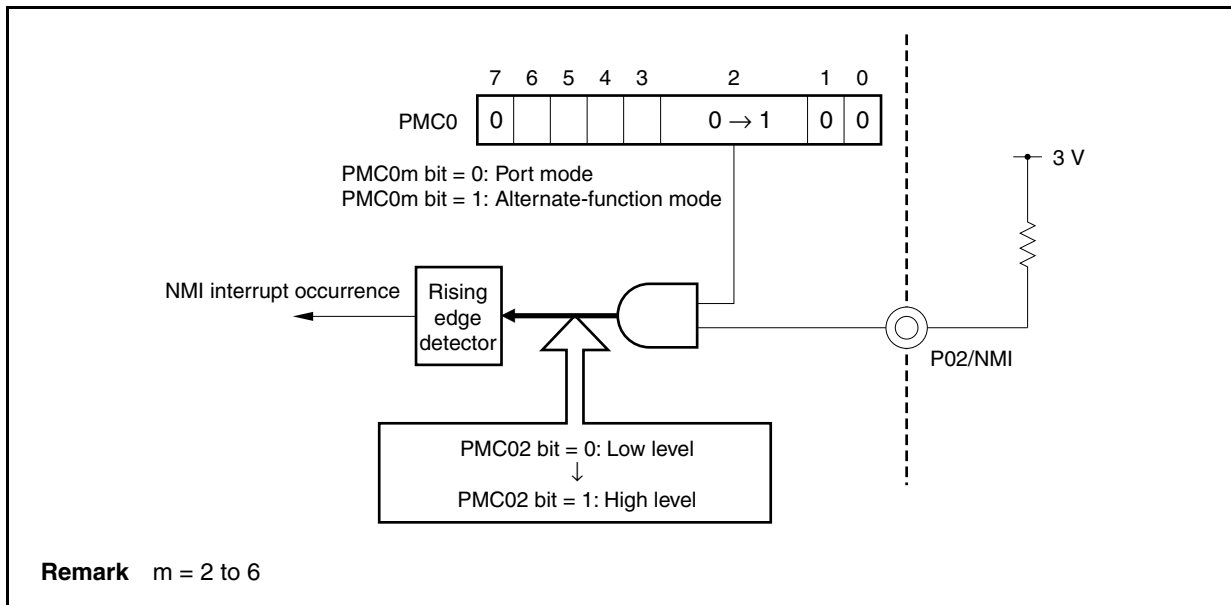 7 6 5 4 3 2 1 0
PMC0 0 0 → 1 0 0
PMC0m bit = 0: Port mode
PMC0m bit = 1: Alternate-function mode
3 V
NMI interrupt occurrence
Rising
edge
detector
P02/NMI
PMC02 bit = 0: Low level
↓
PMC02 bit = 1: High level
Remark m = 2 to 6